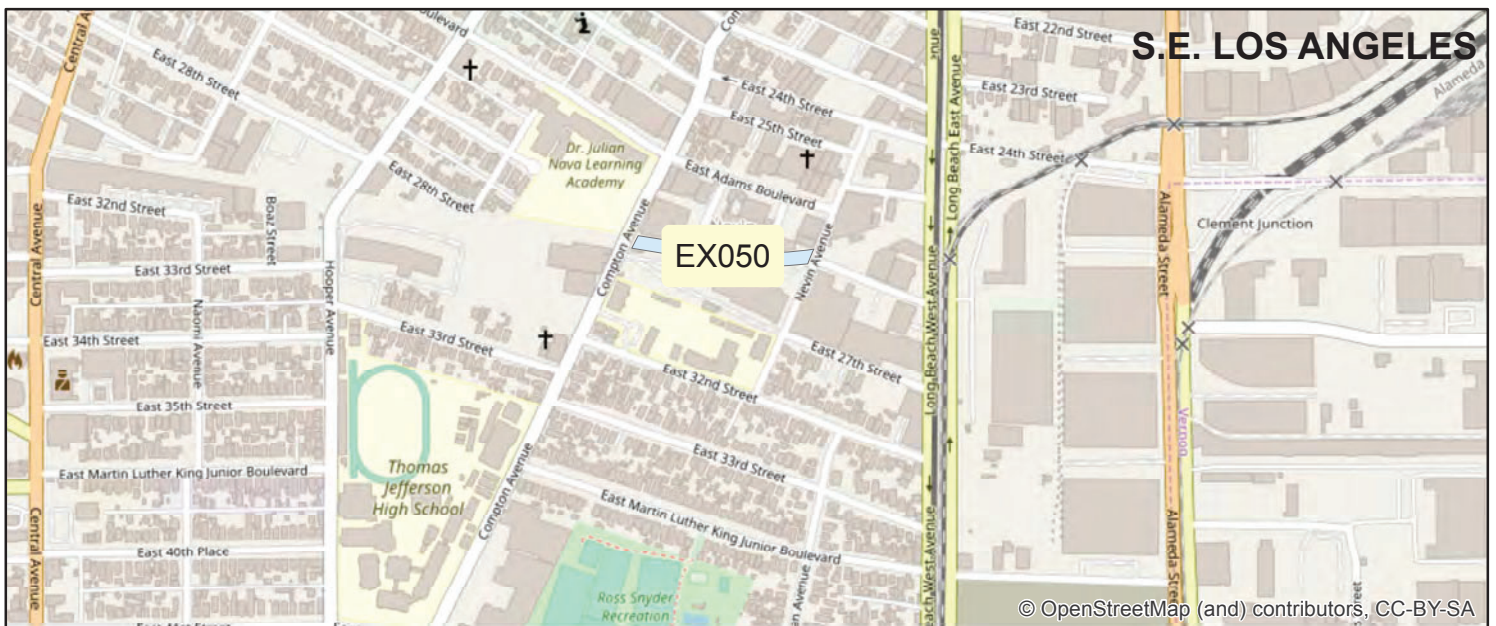 S.E. LOS ANGELES
East 22nd Street
East 23rd Street
East 24th Street
East 24th Street
East 25th Street
East Adams Boulevard
East 28th Street
East 28th Street
Dr. Julian
Nava Learning
Academy
Central Avenue
Central Avenue
East 32nd Street
Boaz Street
East 33rd Street
Naomi Avenue
Hooper Avenue
East 34th Street
East 35th Street
East 33rd Street
Compton Avenue
EX050
Nevin Avenue
East 27th Street
East 32nd Street
East 33rd Street
Long Beach West Avenue
Long Beach East Avenue
Alameda Street
Alameda
Clement Junction
Vernon
East Martin Luther King Junior Boulevard
Thomas
Jefferson
High School
Compton Avenue
East Martin Luther King Junior Boulevard
East 40th Place
Ross Snyder
Recreation
© OpenStreetMap (and) contributors, CC-BY-SA